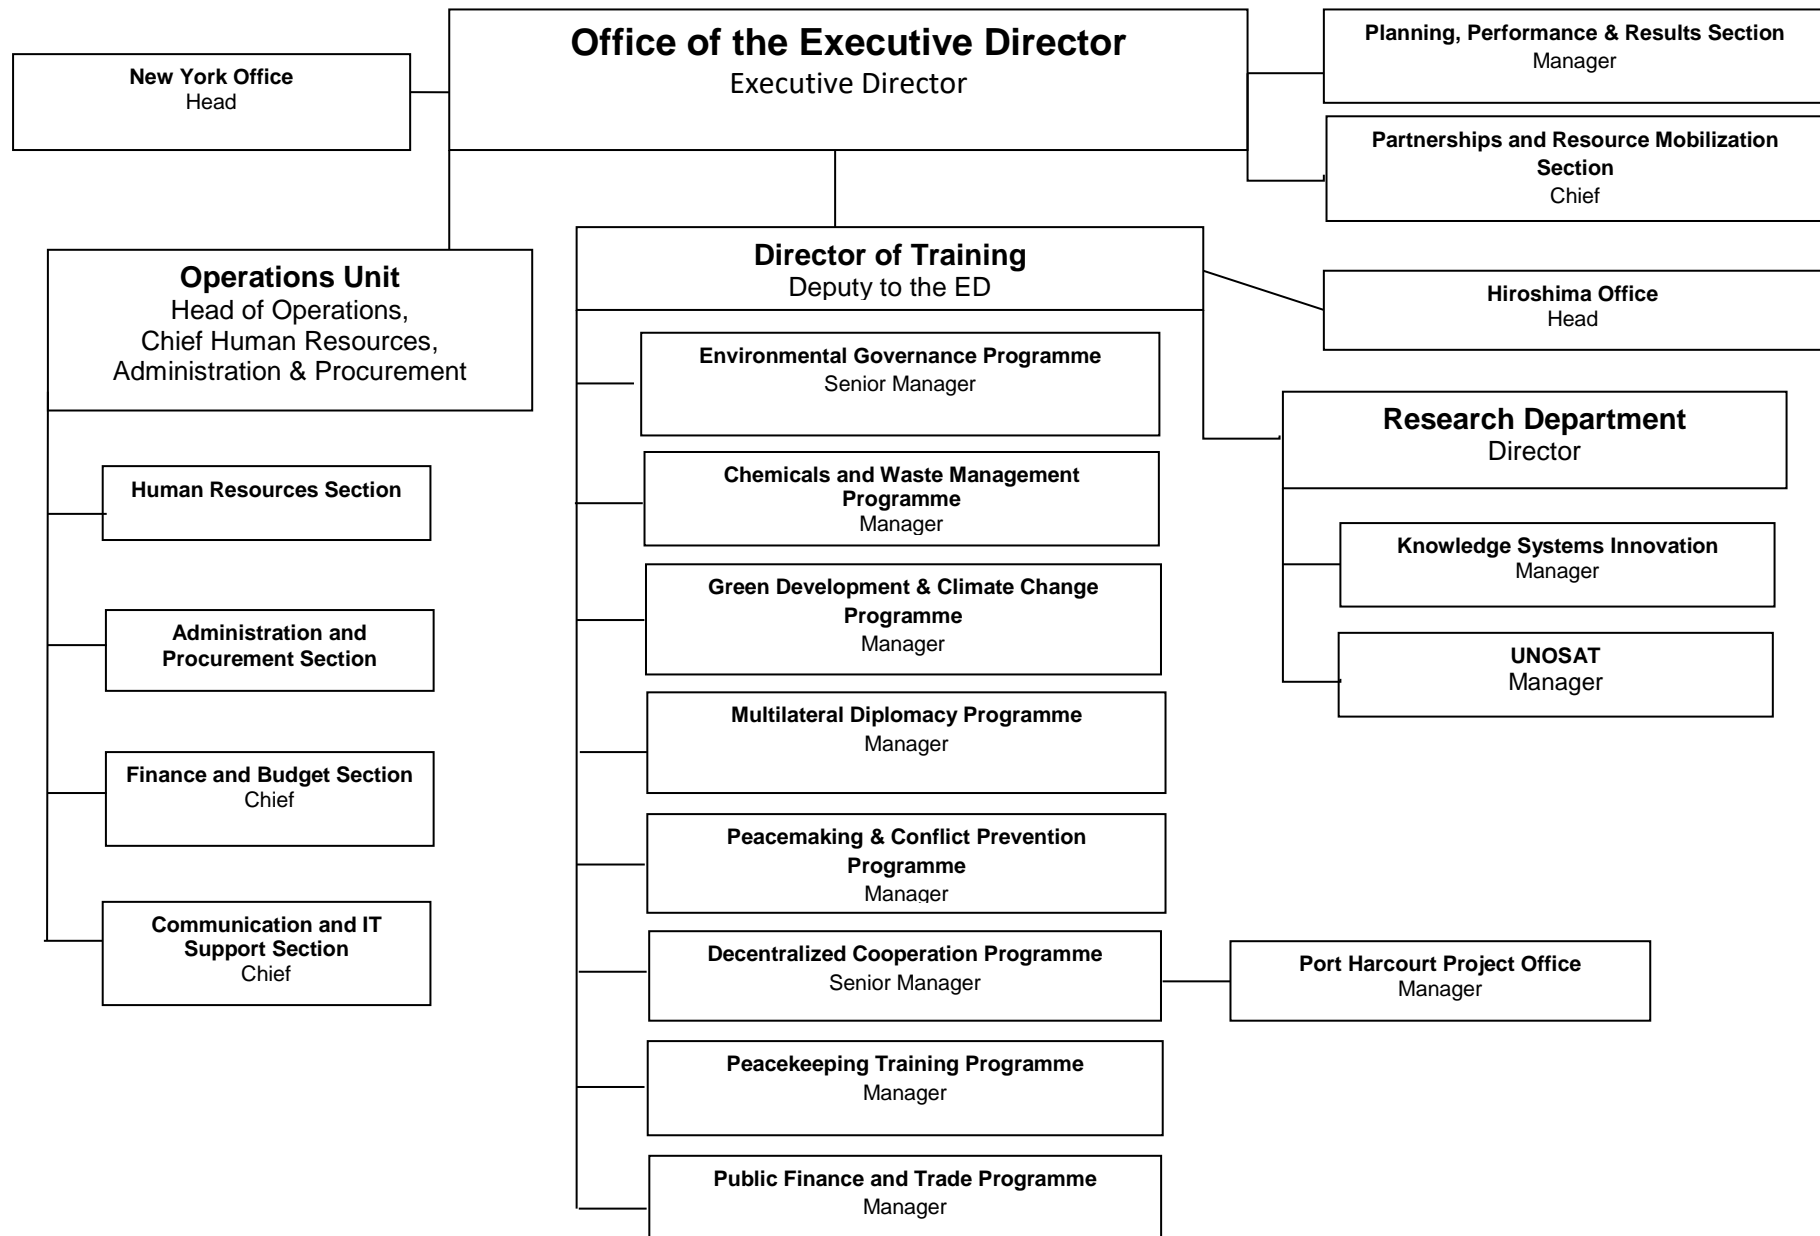 Office of the Executive Director
Executive Director
New York Office
Head
Planning, Performance & Results Section
Manager
Partnerships and Resource Mobilization
Section
Chief
Operations Unit
Head of Operations,
Chief Human Resources,
Administration & Procurement
Director of Training
Deputy to the ED
Hiroshima Office
Head
Research Department
Director
Knowledge Systems Innovation
Manager
UNOSAT
Manager
Human Resources Section
Administration and
Procurement Section
Finance and Budget Section
Chief
Communication and IT
Support Section
Chief
Environmental Governance Programme
Senior Manager
Chemicals and Waste Management
Programme
Manager
Green Development & Climate Change
Programme
Manager
Multilateral Diplomacy Programme
Manager
Peacemaking & Conflict Prevention
Programme
Manager
Decentralized Cooperation Programme
Senior Manager
Port Harcourt Project Office
Manager
Peacekeeping Training Programme
Manager
Public Finance and Trade Programme
Manager